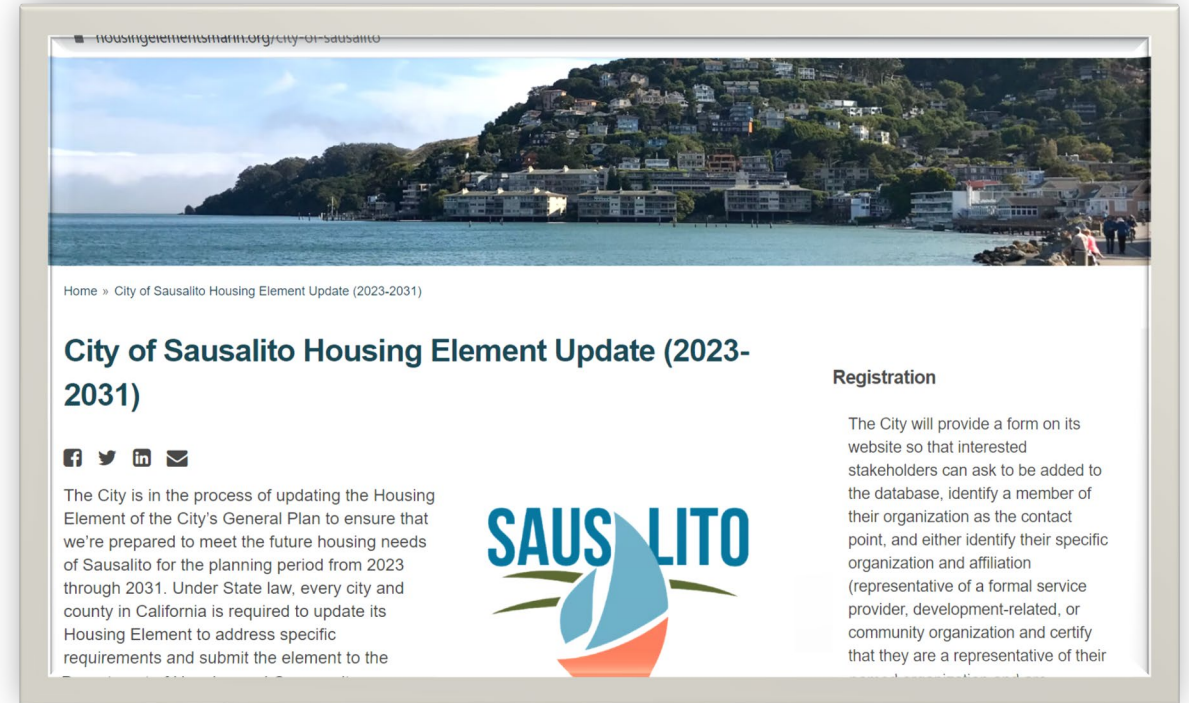 housingelementsmarin.org/city-of-sausalito
Home » City of Sausalito Housing Element Update (2023-2031)
City of Sausalito Housing Element Update (2023-
2031)
The City is in the process of updating the Housing
Element of the City's General Plan to ensure that
we're prepared to meet the future housing needs
of Sausalito for the planning period from 2023
through 2031. Under State law, every city and
county in California is required to update its
Housing Element to address specific
requirements and submit the element to the
SAUSALITO
Registration
The City will provide a form on its
website so that interested
stakeholders can ask to be added to
the database, identify a member of
their organization as the contact
point, and either identify their specific
organization and affiliation
(representative of a formal service
provider, development-related, or
community organization and certify
that they are a representative of their